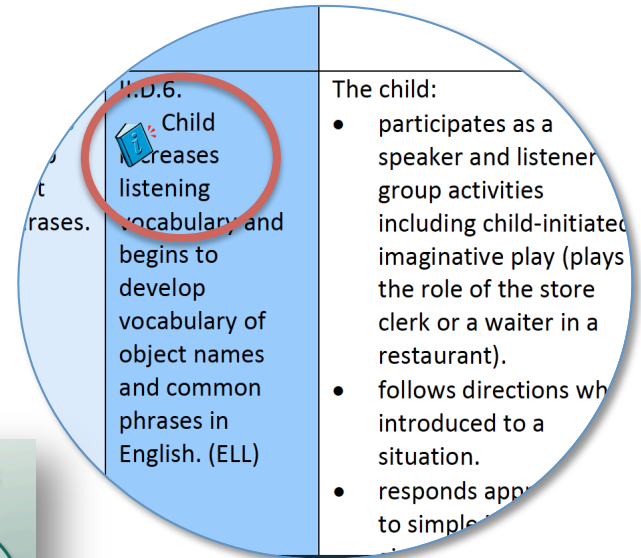 rases.
II.D.6.
Child
increases
listening
vocabulary and
begins to
develop
vocabulary of
object names
and common
phrases in
English. (ELL)
The child:
• participates as a
speaker and listener
group activities
including child-initiated
imaginative play (plays
the role of the store
clerk or a waiter in a
restaurant).
• follows directions wh
introduced to a
situation.
• responds app
to simple